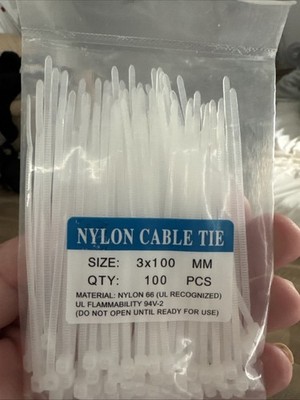 NYLON CABLE TIE
SIZE: 3x100 MM
QTY: 100 PCS
MATERIAL: NYLON 66 (UL RECOGNIZED)
UL FLAMMABILITY 94V-2
(DO NOT OPEN UNTIL READY FOR USE)